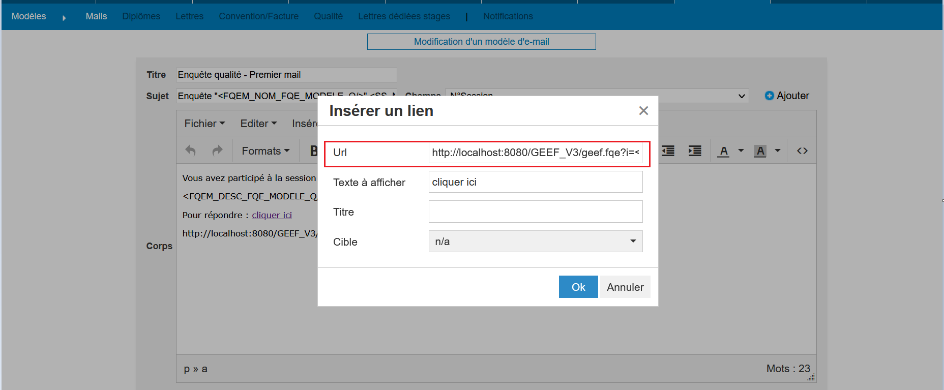 Modèles Mails Diplômes Lettres Convention/Facture Qualité Lettres dédiées stages | Notifications
Modification d'un modèle d'e-mail
Titre Enquête qualité - Premier mail
Sujet Enquête "<FQEM_NOM_FQE_MODELE_Q/>" <SS_ Champs N°Session Ajouter
Insérer un lien
Fichier Editer Insér
Formats B A A <>
Url http://localhost:8080/GEEF_V3/geef.fqe?i=<
Vous avez participé à la session
Texte à afficher cliquer ici
<FQEM_DESC_FQE_MODELE_Q
Pour répondre : cliquer ici
Titre
http://localhost:8080/GEEF_V3/
Corps
Cible n/a
Ok Annuler
p » a Mots : 23